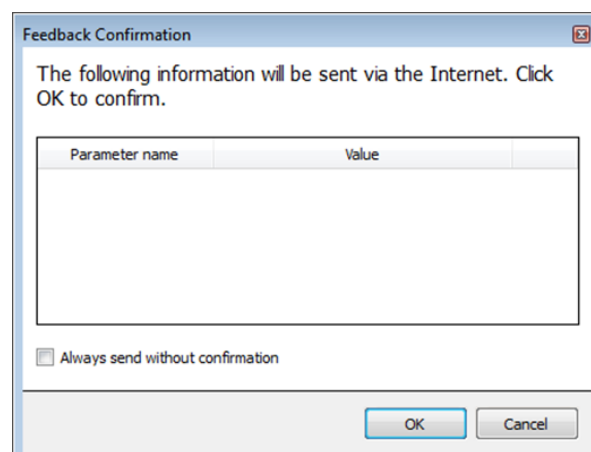 Feedback Confirmation
The following information will be sent via the Internet. Click
OK to confirm.
Parameter name Value
Always send without confirmation
OK Cancel